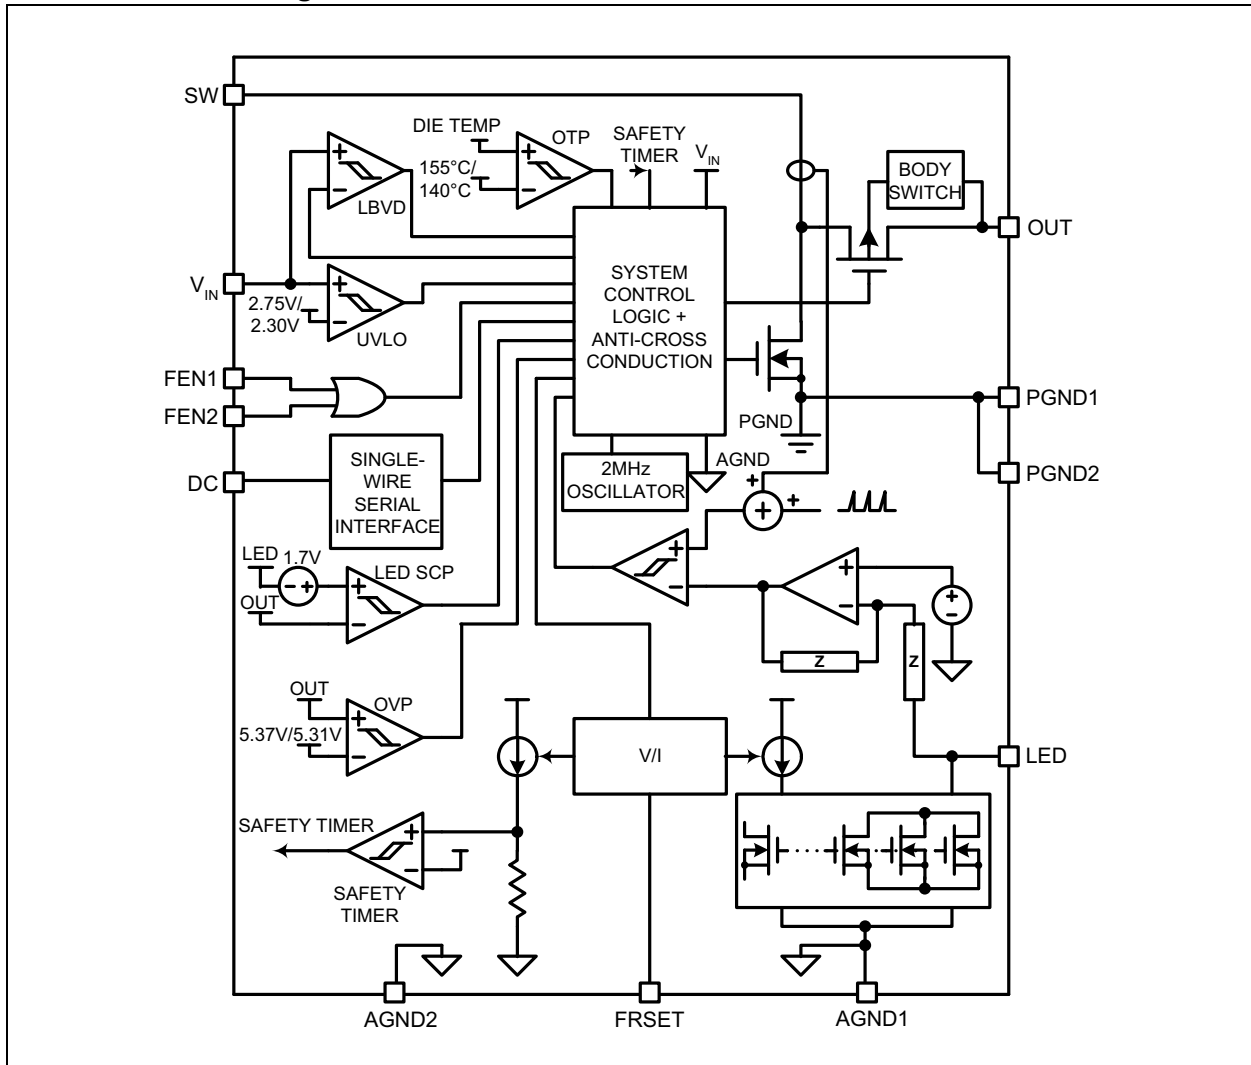 SW
DIE TEMP
OTP
SAFETY
TIMER
V_IN
155°C/
140°C
LBVD
BODY
SWITCH
OUT
V_IN
2.75V/
2.30V
UVLO
SYSTEM
CONTROL
LOGIC +
ANTI-CROSS
CONDUCTION
FEN1
FEN2
PGND
PGND1
AGND
PGND2
DC
SINGLE-
WIRE
SERIAL
INTERFACE
2MHz
OSCILLATOR
LED
1.7V
LED SCP
OUT
Z
Z
OUT
OVP
5.37V/5.31V
V/I
LED
SAFETY TIMER
SAFETY
TIMER
AGND2
FRSET
AGND1